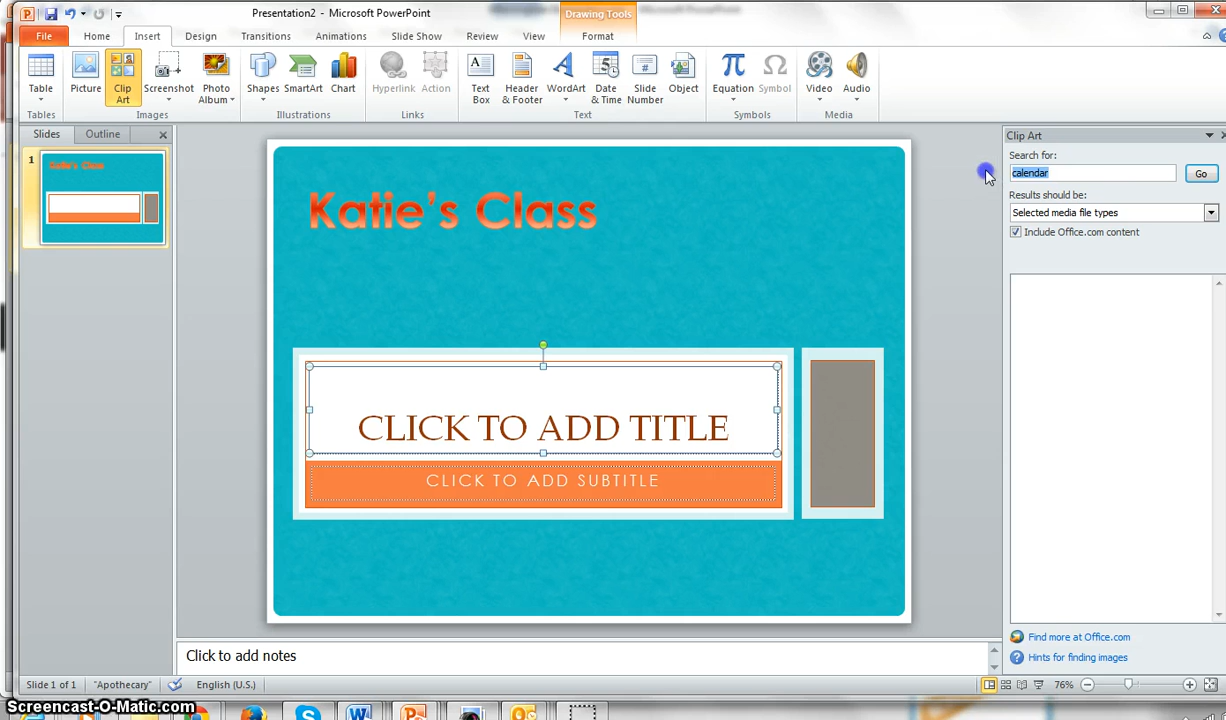 Presentation2 - Microsoft PowerPoint
Drawing Tools
File Home Insert Design Transitions Animations Slide Show Review View Format
Table Picture Clip Art Screenshot Photo Album Shapes SmartArt Chart Hyperlink Action Text Box Header & Footer WordArt Date & Time Slide Number Object Equation Symbol Video Audio
Tables Images Illustrations Links Text Symbols Media
Slides Outline
Clip Art
1
Katie's Class
Search for:
calendar
Go
Results should be:
Selected media file types
Include Office.com content
Katie's Class
CLICK TO ADD TITLE
CLICK TO ADD SUBTITLE
Find more at Office.com
Hints for finding images
Click to add notes
Slide 1 of 1 "Apothecary" English (U.S.) 76%
Screencast-O-Matic.com